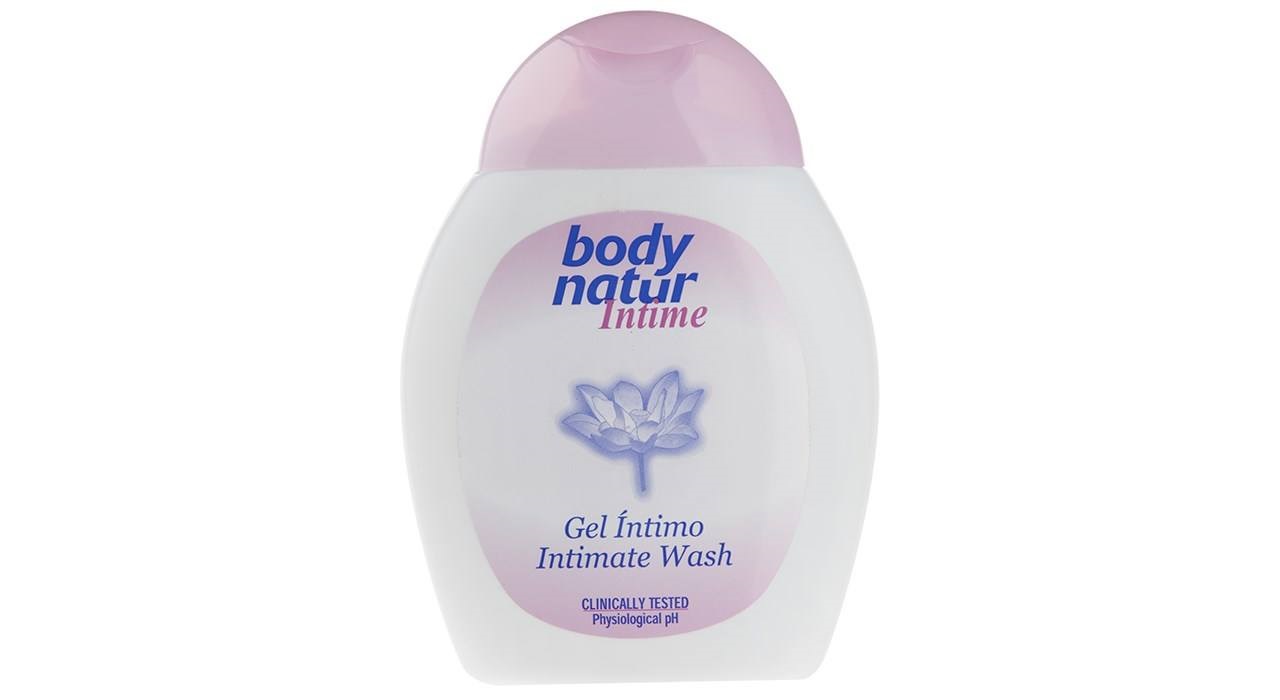 body
natur
Intime
Gel Íntimo
Intimate Wash
CLINICALLY TESTED
Physiological pH